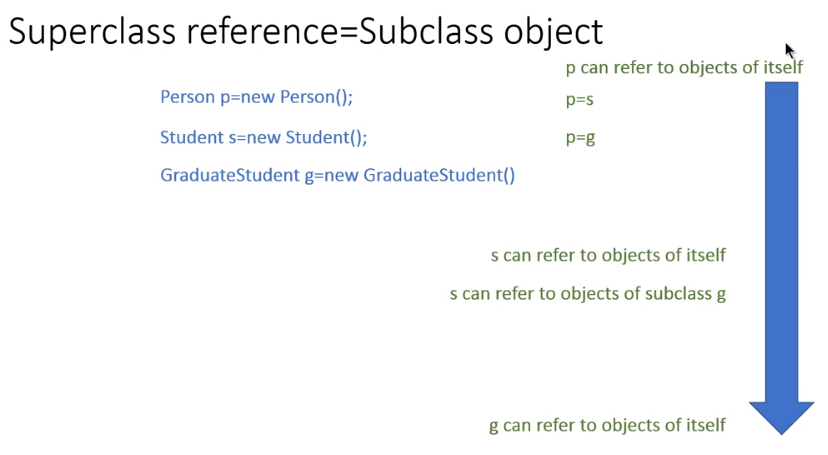 Superclass reference=Subclass object
p can refer to objects of itself
Person p=new Person();
p=s
Student s=new Student();
p=g
GraduateStudent g=new GraduateStudent()
s can refer to objects of itself
s can refer to objects of subclass g
g can refer to objects of itself